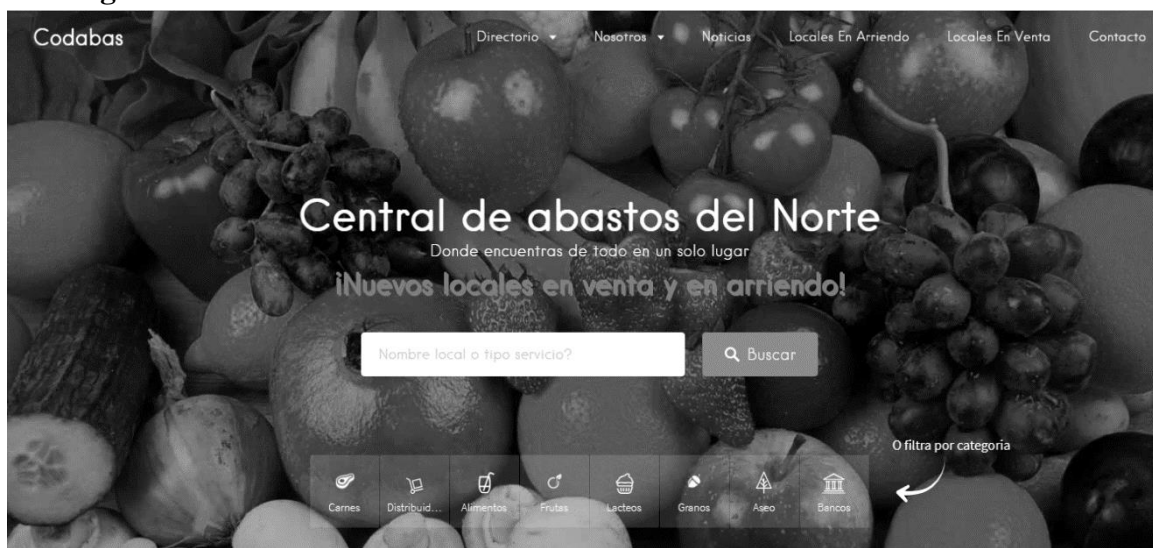 Codabas
Directorio Nosotros Noticias Locales En Arriendo Locales En Venta Contacto
Central de abastos del Norte
Donde encuentras de todo en un solo lugar
¡Nuevos locales en venta y en arriendo!
Nombre local o tipo servicio?
Buscar
O filtra por categoría
Carnes Distribuid... Alimentos Frutas Lacteos Granos Aseo Bancos